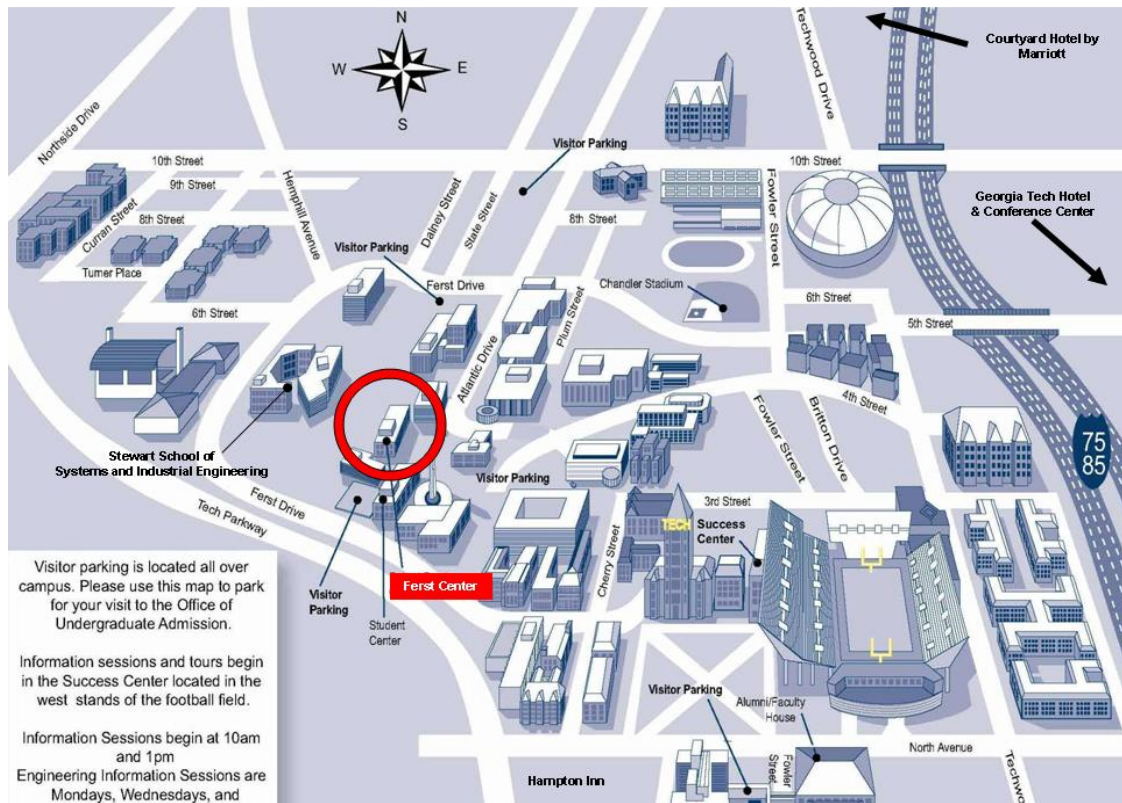 N
W
E
S
Techwood Drive
Courtyard Hotel by
Marriott
Northside Drive
10th Street
Visitor Parking
10th Street
9th Street
Curran Street
8th Street
Turner Place
6th Street
Hemphill Avenue
Dalney Street
State Street
8th Street
Fowler Street
Georgia Tech Hotel
& Conference Center
Visitor Parking
Ferst Drive
Chandler Stadium
6th Street
5th Street
Plum Street
Atlantic Drive
4th Street
Fowler Street
Britton Drive
75
85
Stewart School of
Systems and Industrial Engineering
Visitor Parking
Ferst Drive
Tech Parkway
3rd Street
TECH
Success
Center
Cherry Street
Ferst Center
Visitor
Parking
Student
Center
Visitor parking is located all over
campus. Please use this map to park
for your visit to the Office of
Undergraduate Admission.
Information sessions and tours begin
in the Success Center located in the
west stands of the football field.
Information Sessions begin at 10am
and 1pm
Engineering Information Sessions are
Mondays, Wednesdays, and
Visitor Parking
Alumni/Faculty
House
North Avenue
Hampton Inn
Fowler
Street
Techwo